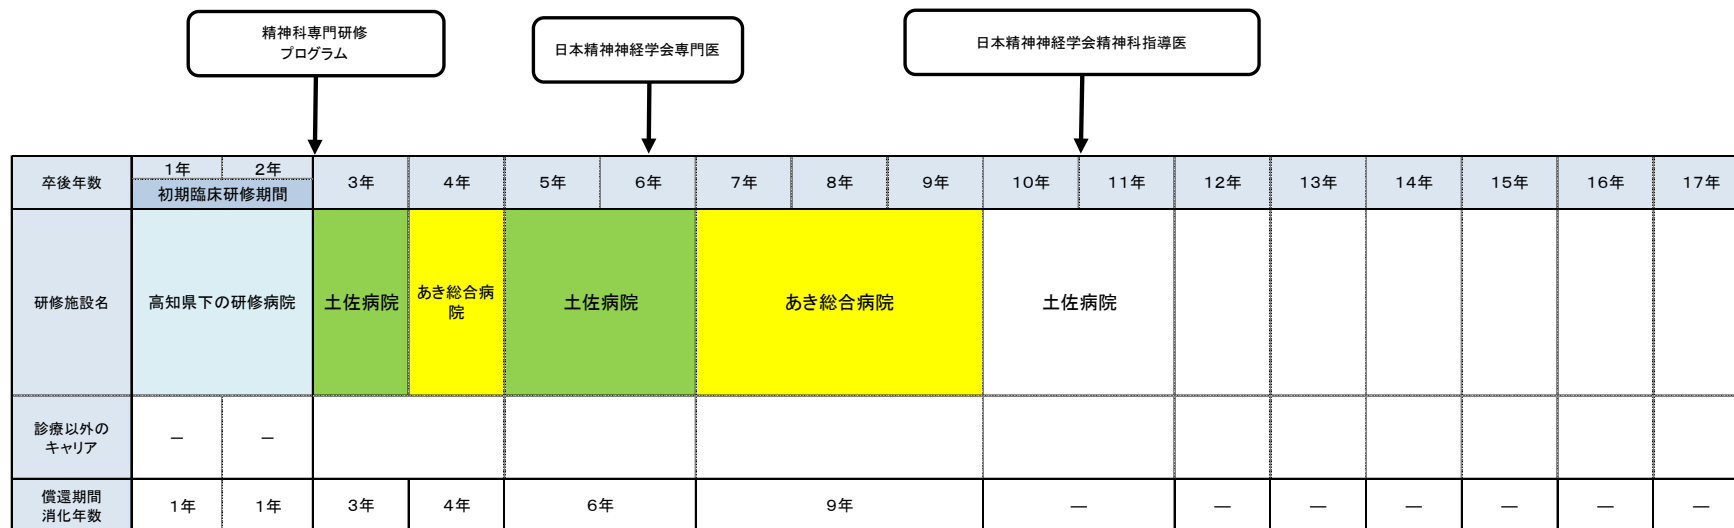 精神科専門研修
プログラム
日本精神神経学会専門医
日本精神神経学会精神科指導医
卒後年数
1年
2年
初期臨床研修期間
3年
4年
5年
6年
7年
8年
9年
10年
11年
12年
13年
14年
15年
16年
17年
研修施設名
高知県下の研修病院
土佐病院
あき総合病
院
土佐病院
あき総合病院
土佐病院
診療以外の
キャリア
－
－
償還期間
消化年数
1年
1年
3年
4年
6年
9年
―
―
―
―
―
―
―